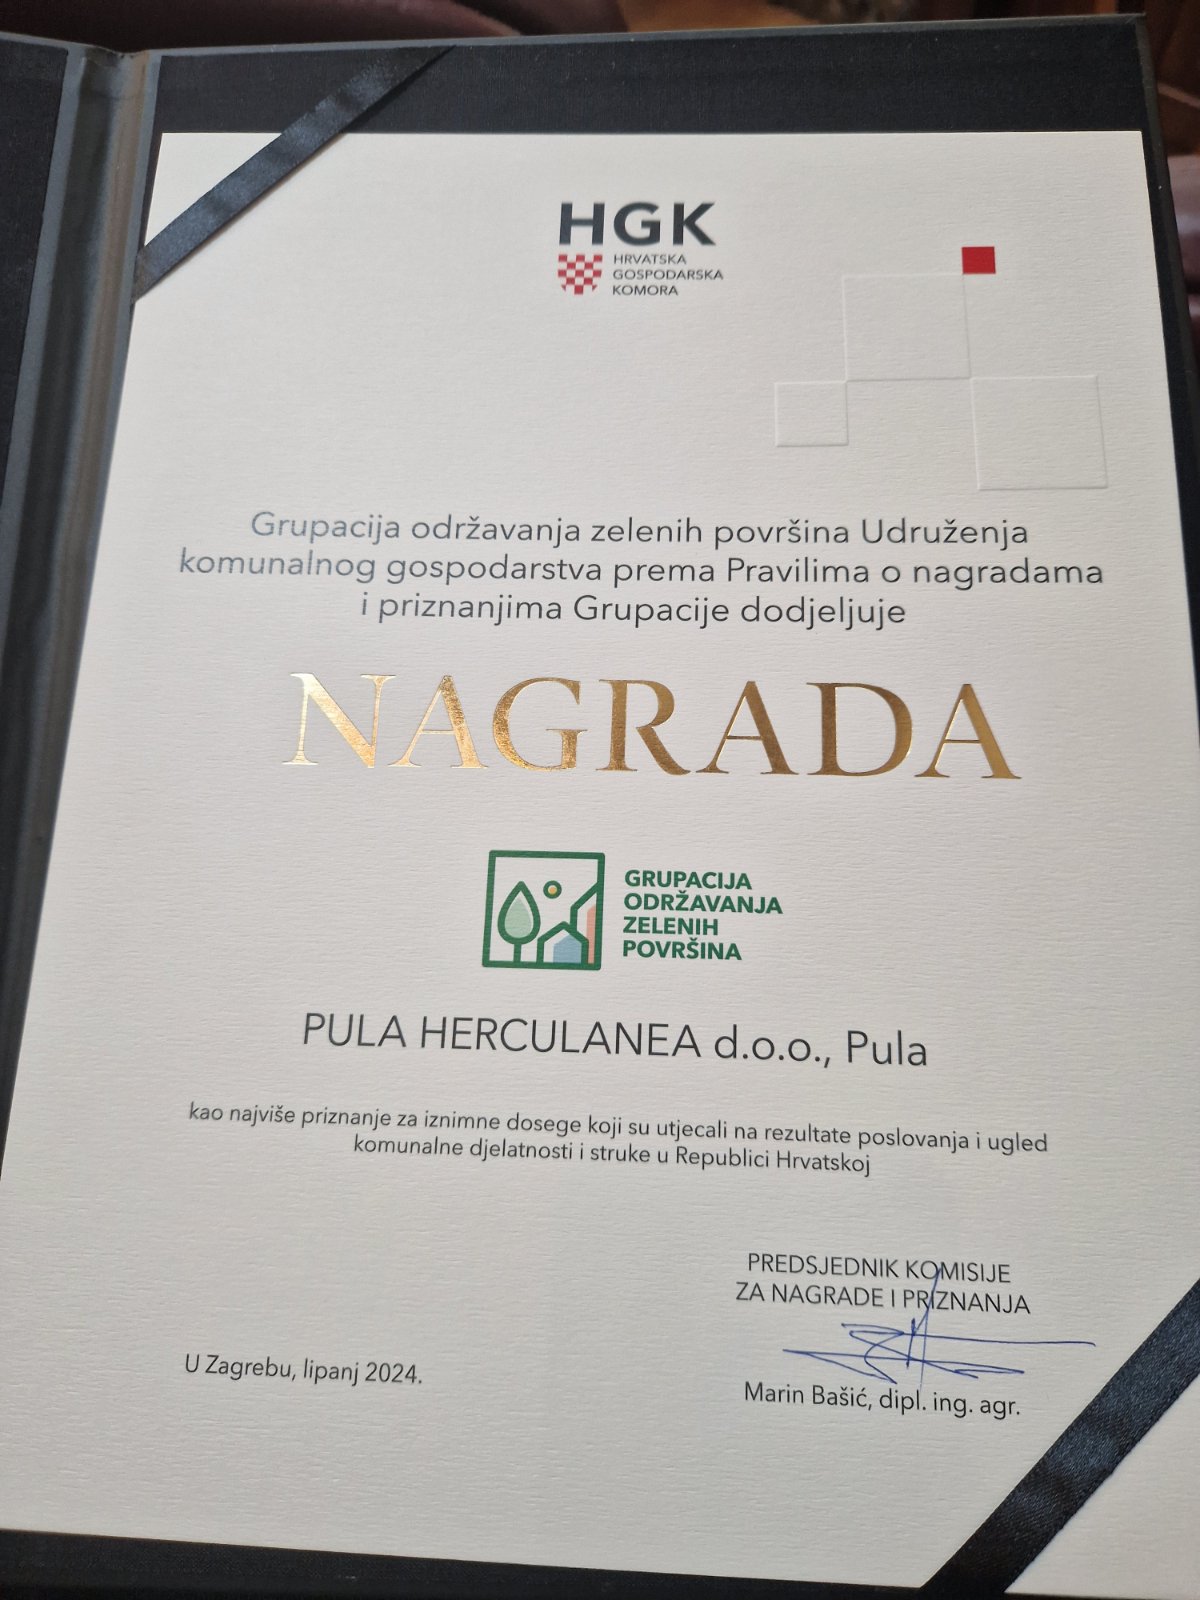 HGK
HRVATSKA
GOSPODARSKA
KOMORA
Grupacija održavanja zelenih površina Udruženja
komunalnog gospodarstva prema Pravilima o nagradama
i priznanjima Grupacije dodjeljuje
NAGRADA
GRUPACIJA
ODRŽAVANJA
ZELENIH
POVRŠINA
PULA HERCULANEA d.o.o., Pula
kao najviše priznanje za iznimne dosege koji su utjecali na rezultate poslovanja i ugled
komunalne djelatnosti i struke u Republici Hrvatskoj
PREDSJEDNIK KOMISIJE
ZA NAGRADE I PRIZNANJA
U Zagrebu, lipanj 2024.
Marin Bašić, dipl. ing. agr.